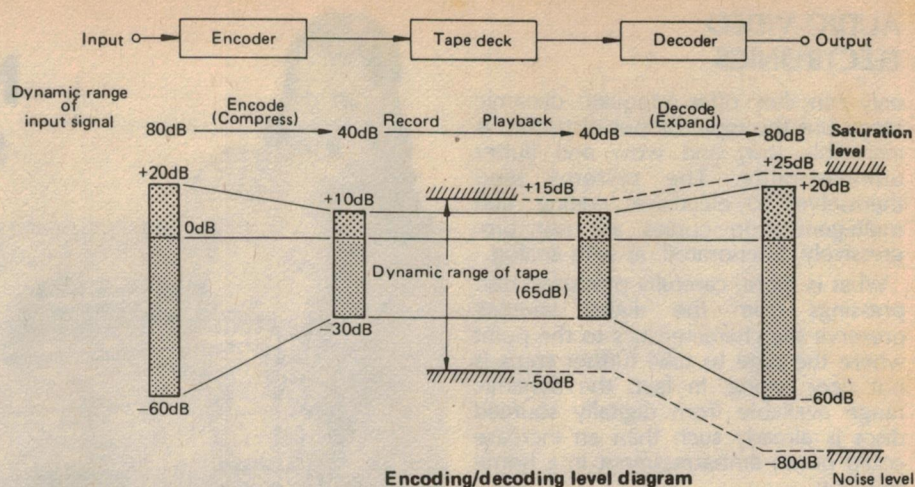 Input
Encoder
Tape deck
Decoder
Output
Dynamic range
of
input signal
80dB
Encode
(Compress)
40dB
Record
Playback
40dB
Decode
(Expand)
80dB
Saturation
level
+25dB
+20dB
+15dB
+20dB
+10dB
0dB
Dynamic range of tape
(65dB)
−30dB
−50dB
−60dB
−60dB
−80dB
Encoding/decoding level diagram
Noise level